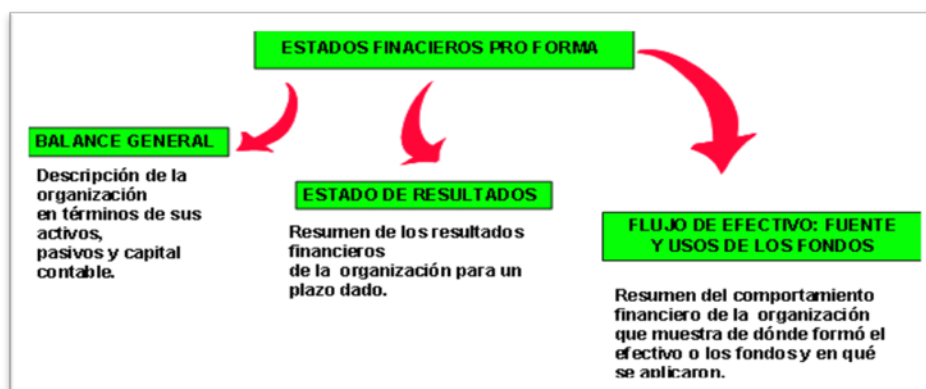 ESTADOS FINACIEROS PRO FORMA
BALANCE GENERAL
Descripción de la
organización
en términos de sus
activos,
pasivos y capital
contable.
ESTADO DE RESULTADOS
Resumen de los resultados
financieros
de la organización para un
plazo dado.
FLUJO DE EFECTIVO: FUENTE
Y USOS DE LOS FONDOS
Resumen del comportamiento
financiero de la organización
que muestra de dónde formó el
efectivo o los fondos y en qué
se aplicaron.